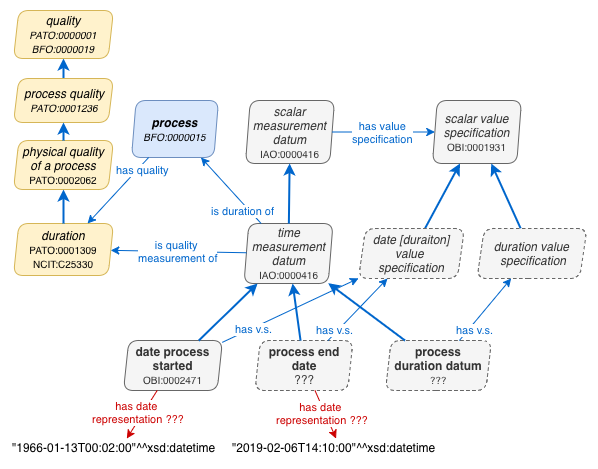 quality
PATO:0000001
BFO:0000019
process quality
PATO:0001236
physical quality
of a process
PATO:0002062
duration
PATO:0001309
NCIT:C25330
process
BFO:0000015
has quality
is duration of
is quality
measurement of
scalar
measurement
datum
IAO:0000416
has value
specification
scalar value
specification
OBI:0001931
time
measurement
datum
IAO:0000416
date [duraiton]
value
specification
duration value
specification
has v.s.
has v.s.
has v.s.
date process
started
OBI:0002471
process end
date
???
process
duration datum
???
has date
representation ???
has date
representation ???
"1966-01-13T00:02:00"^^xsd:datetime
"2019-02-06T14:10:00"^^xsd:datetime